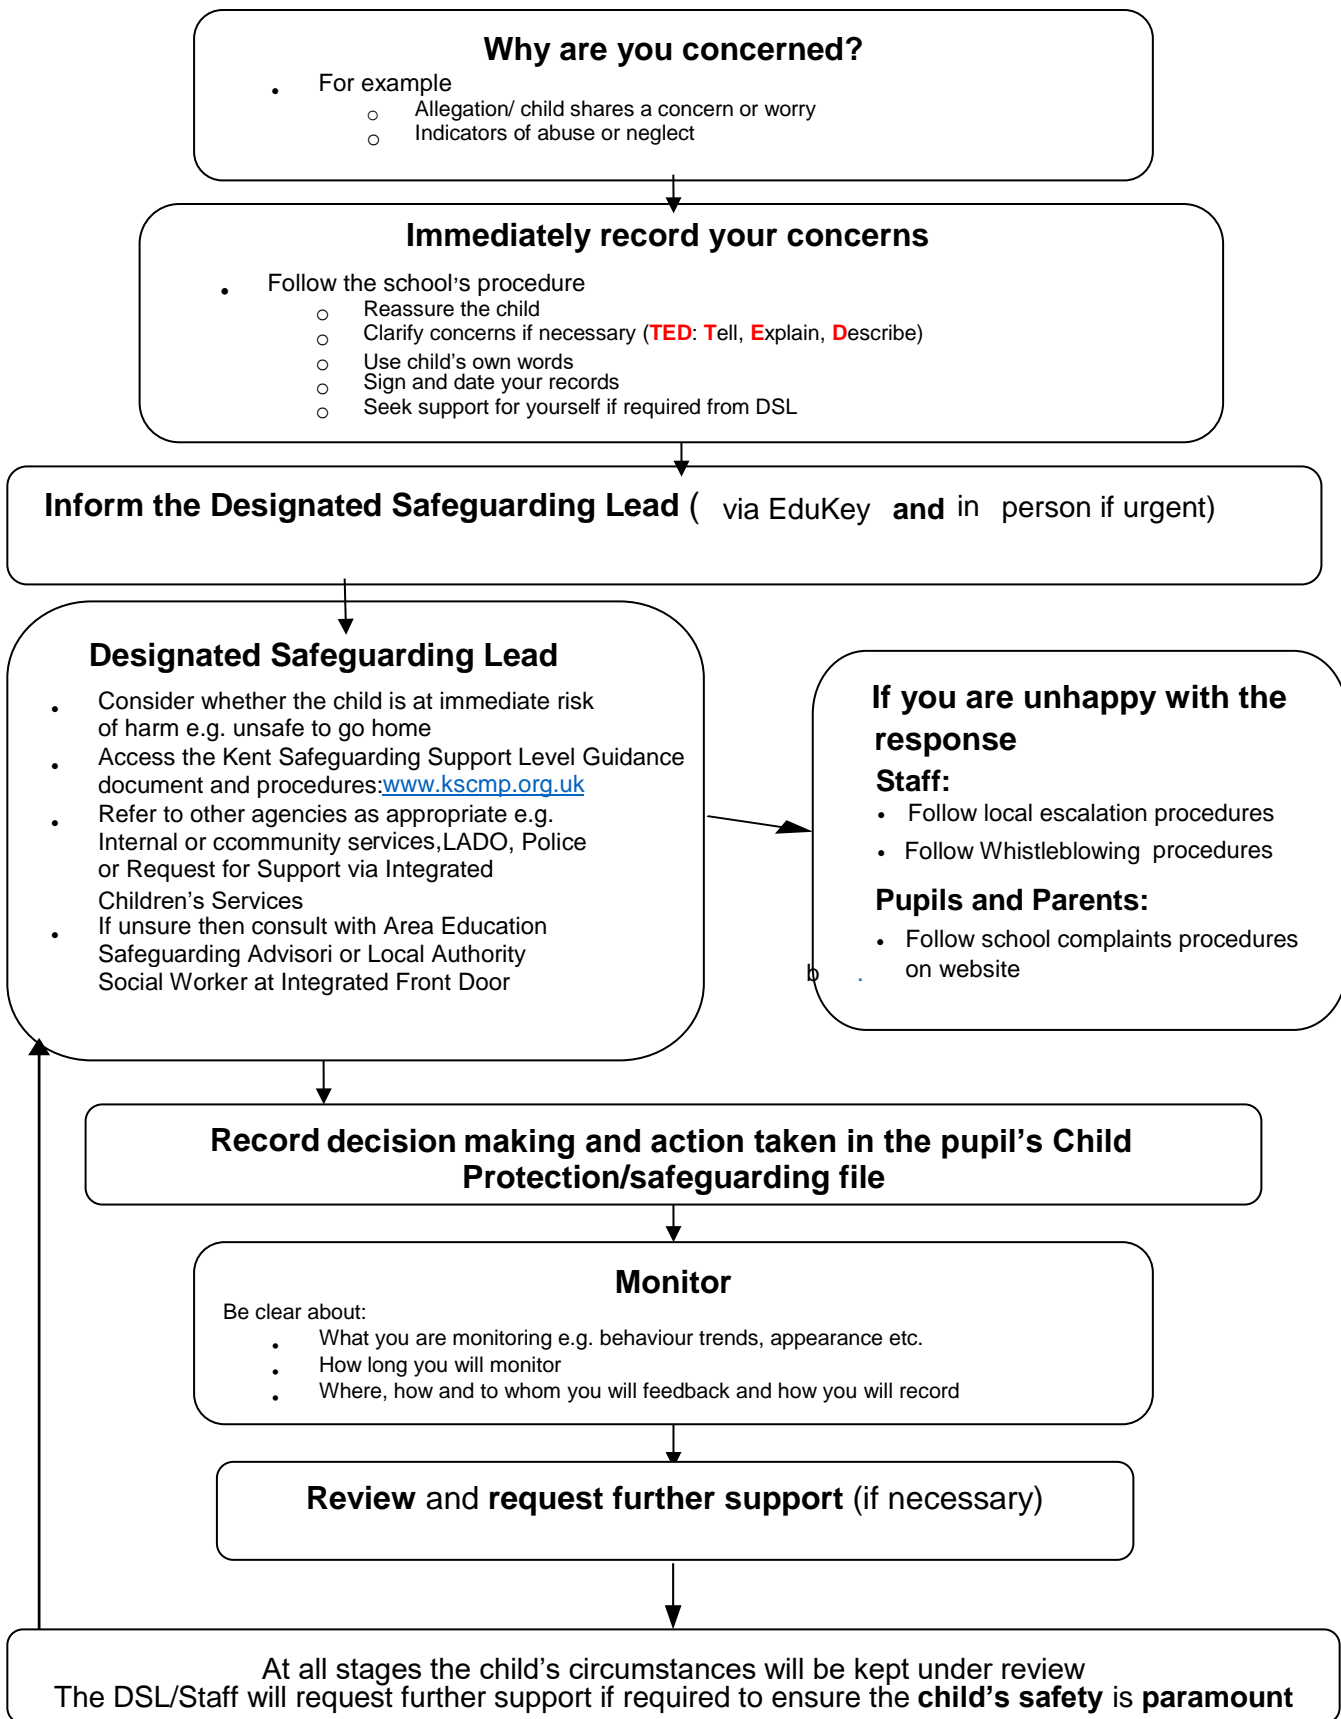 Why are you concerned?
• For example
o Allegation/ child shares a concern or worry
o Indicators of abuse or neglect
Immediately record your concerns
• Follow the school's procedure
o Reassure the child
o Clarify concerns if necessary (TED: Tell, Explain, Describe)
o Use child's own words
o Sign and date your records
o Seek support for yourself if required from DSL
Inform the Designated Safeguarding Lead ( via EduKey and in person if urgent)
Designated Safeguarding Lead
• Consider whether the child is at immediate risk
of harm e.g. unsafe to go home
• Access the Kent Safeguarding Support Level Guidance
document and procedures:www.kscmp.org.uk
• Refer to other agencies as appropriate e.g.
Internal or ccommunity services,LADO, Police
or Request for Support via Integrated
Children's Services
• If unsure then consult with Area Education
Safeguarding Advisori or Local Authority
Social Worker at Integrated Front Door
If you are unhappy with the
response
Staff:
• Follow local escalation procedures
• Follow Whistleblowing procedures
Pupils and Parents:
• Follow school complaints procedures
on website
b .
Record decision making and action taken in the pupil's Child
Protection/safeguarding file
Monitor
Be clear about:
• What you are monitoring e.g. behaviour trends, appearance etc.
• How long you will monitor
• Where, how and to whom you will feedback and how you will record
Review and request further support (if necessary)
At all stages the child's circumstances will be kept under review
The DSL/Staff will request further support if required to ensure the child's safety is paramount